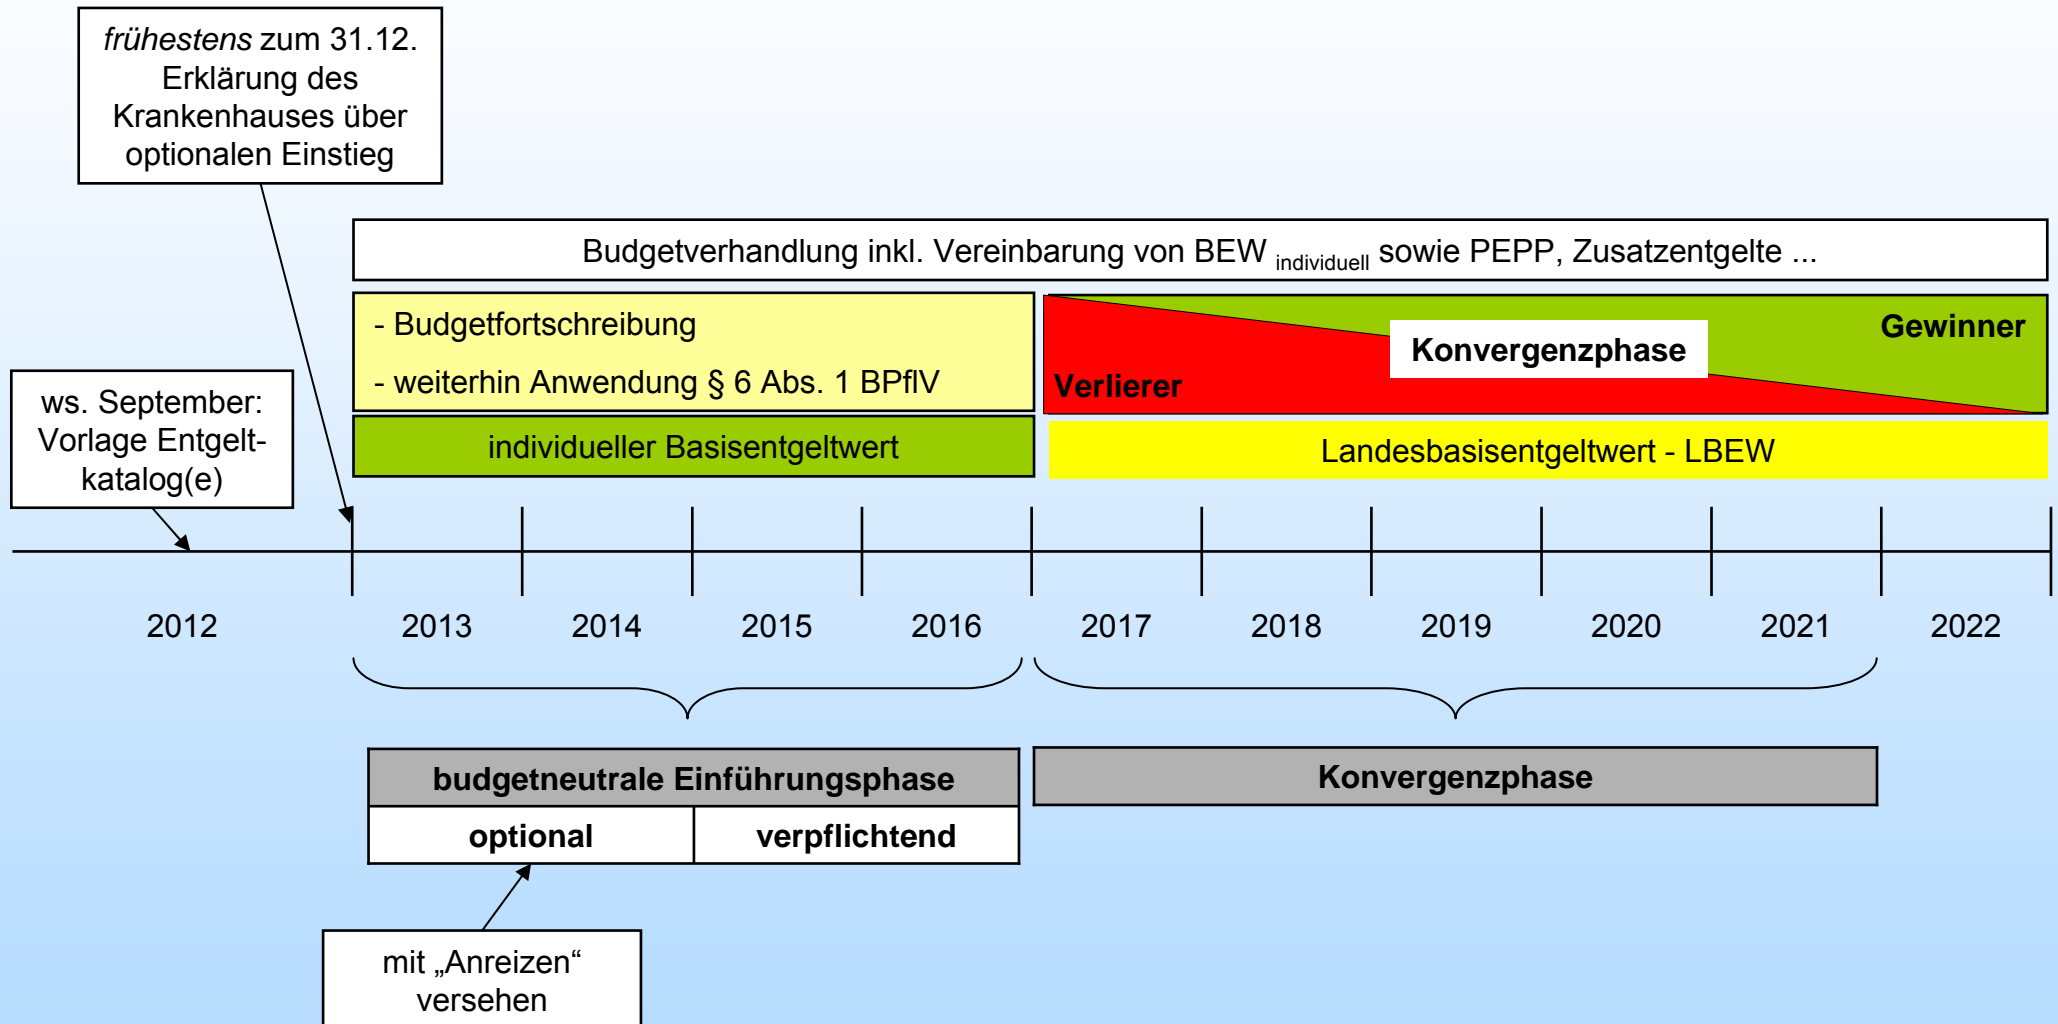 frühestens zum 31.12.
Erklärung des
Krankenhauses über
optionalen Einstieg
Budgetverhandlung inkl. Vereinbarung von BEW individuell sowie PEPP, Zusatzentgelte ...
- Budgetfortschreibung
- weiterhin Anwendung § 6 Abs. 1 BPflV
individueller Basisentgeltwert
Gewinner
Konvergenzphase
Verlierer
Landesbasisentgeltwert - LBEW
ws. September:
Vorlage Entgelt-
katalog(e)
2012 2013 2014 2015 2016 2017 2018 2019 2020 2021 2022
budgetneutrale Einführungsphase
optional verpflichtend
Konvergenzphase
mit „Anreizen“
versehen